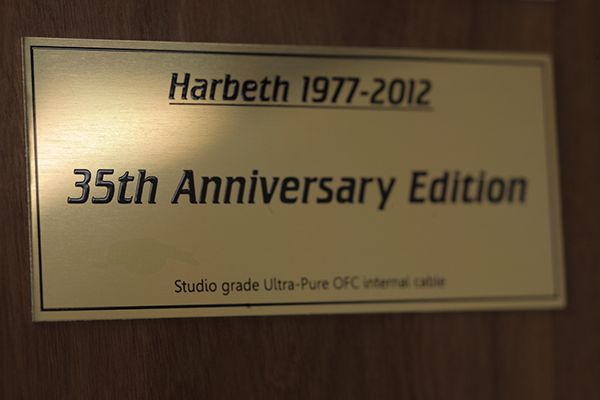 Harbeth 1977-2012
35th Anniversary Edition
Studio grade Ultra-Pure OFC internal cable